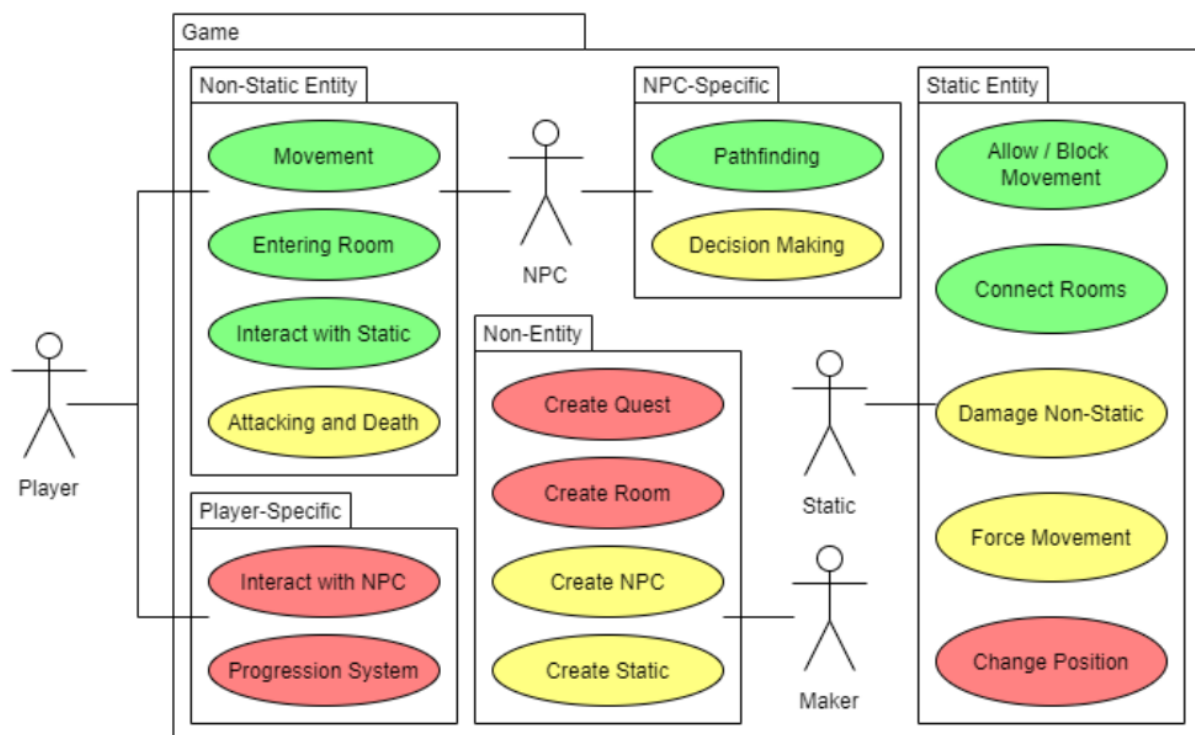 Game
Non-Static Entity
Movement
Entering Room
Interact with Static
Attacking and Death
Player
Player-Specific
Interact with NPC
Progression System
NPC
NPC-Specific
Pathfinding
Decision Making
Non-Entity
Create Quest
Create Room
Create NPC
Create Static
Static
Maker
Static Entity
Allow / Block
Movement
Connect Rooms
Damage Non-Static
Force Movement
Change Position